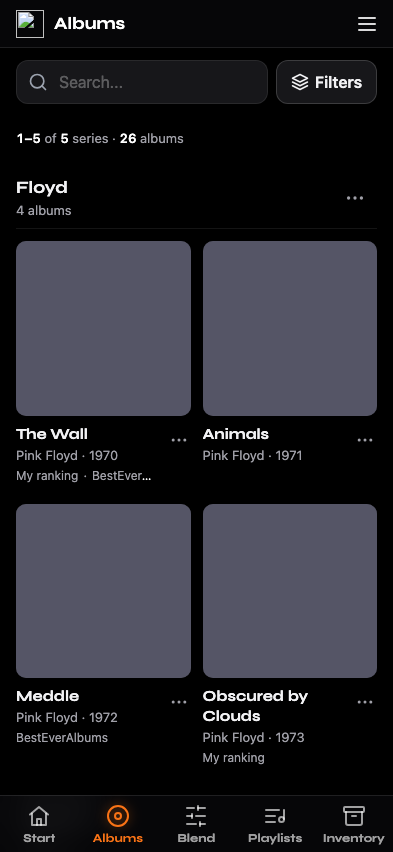 Albums
Search...
Filters
1–5 of 5 series · 26 albums
Floyd
4 albums
The Wall
Pink Floyd · 1970
My ranking · BestEver...
Animals
Pink Floyd · 1971
Meddle
Pink Floyd · 1972
BestEverAlbums
Obscured by
Clouds
Pink Floyd · 1973
My ranking
Start
Albums
Blend
Playlists
Inventory